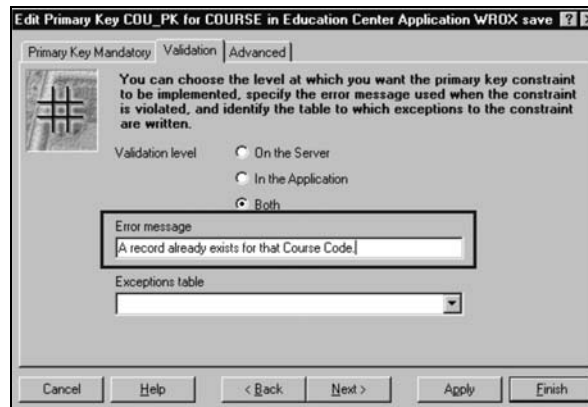 Edit Primary Key COU_PK for COURSE in Education Center Application WROX save
Primary Key Mandatory Validation Advanced
You can choose the level at which you want the primary key constraint
to be implemented, specify the error message used when the constraint
is violated, and identify the table to which exceptions to the constraint
are written.
Validation level
On the Server
In the Application
Both
Error message
A record already exists for that Course Code.
Exceptions table
Cancel Help < Back Next > Apply Finish